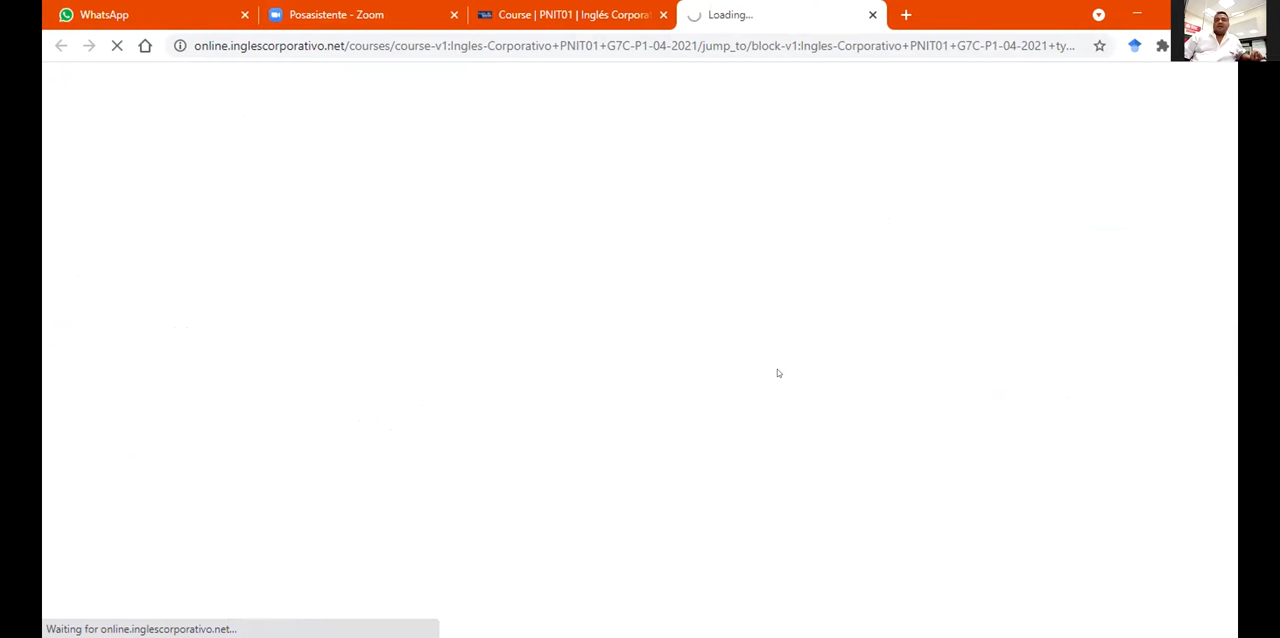 WhatsApp
Posasistente - Zoom
Course | PNIT01 | Inglés Corporat
Loading...
online.inglescorporativo.net/courses/course-v1:Ingles-Corporativo+PNIT01+G7C-P1-04-2021/jump_to/block-v1:Ingles-Corporativo+PNIT01+G7C-P1-04-2021+ty...
Waiting for online.inglescorporativo.net...